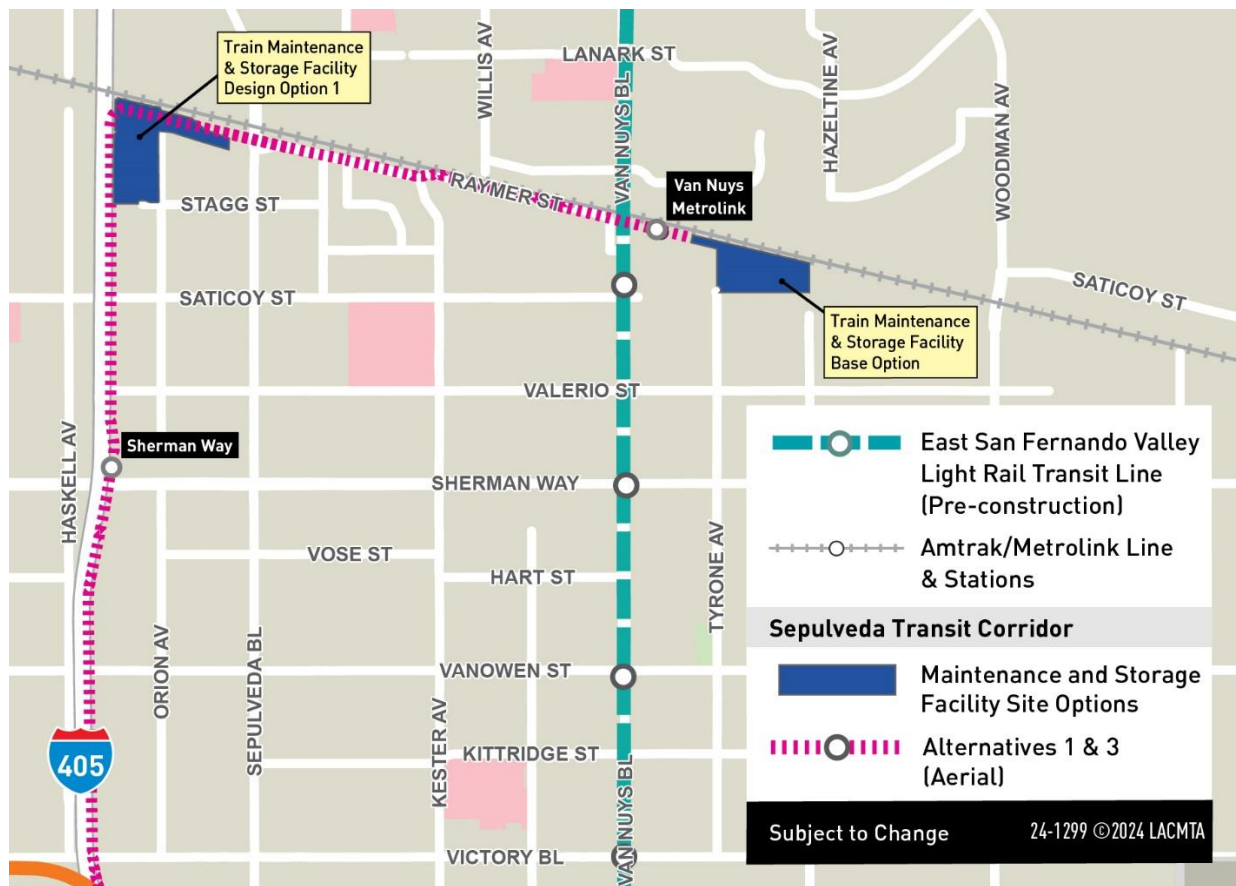 Train Maintenance
& Storage Facility
Design Option 1
WILLIS AV
LANARK ST
VAN NUYS BL
HAZELTINE AV
WOODMAN AV
RAYMER ST
Van Nuys
Metrolink
STAGG ST
SATICOY ST
SATICOY ST
Train Maintenance
& Storage Facility
Base Option
VALERIO ST
HASKELL AV
Sherman Way
SHERMAN WAY
VOSE ST
HART ST
TYRONE AV
ORION AV
SEPULVEDA BL
KESTER AV
VANOWEN ST
KITTRIDGE ST
VAN NUYS BL
405
VICTORY BL
East San Fernando Valley
Light Rail Transit Line
(Pre-construction)
Amtrak/Metrolink Line
& Stations
Sepulveda Transit Corridor
Maintenance and Storage
Facility Site Options
Alternatives 1 & 3
(Aerial)
Subject to Change
24-1299 ©2024 LACMTA